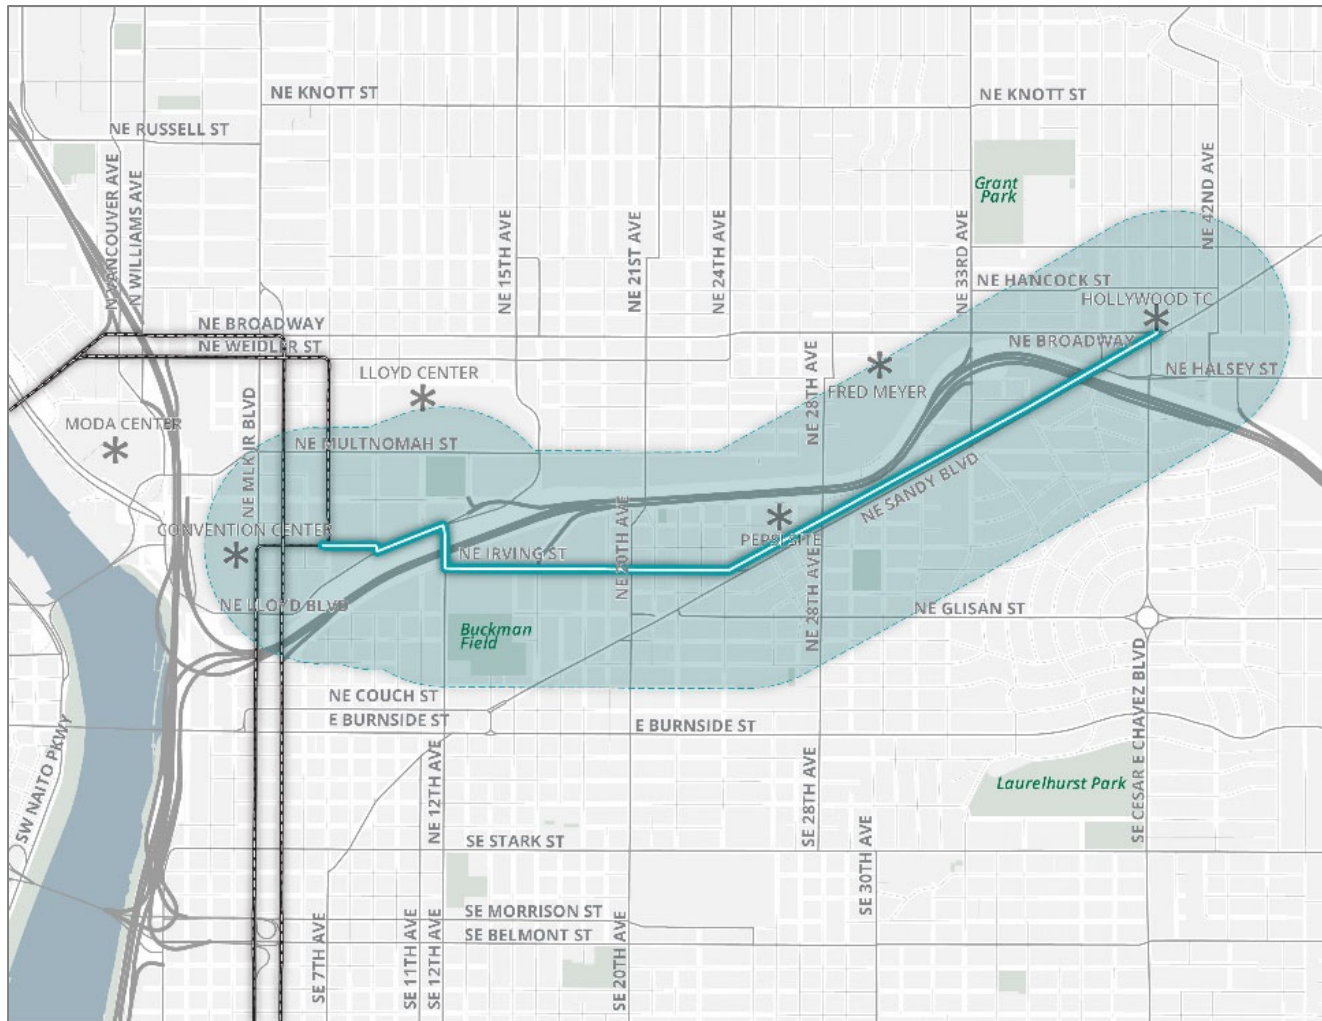 NE KNOTT ST
NE KNOTT ST
NE RUSSELL ST
N VANCOUVER AVE
N WILLIAMS AVE
NE 15TH AVE
NE 21ST AVE
NE 24TH AVE
NE 33RD AVE
NE 42ND AVE
Grant
Park
NE HANCOCK ST
HOLLYWOOD TC
NE BROADWAY
NE WEIDLER ST
NE BROADWAY
NE HALSEY ST
LLOYD CENTER
FRED MEYER
NE 28TH AVE
MODA CENTER
NE MLK JR BLVD
NE MULTNOMAH ST
NE SANDY BLVD
CONVENTION CENTER
PEPSI SITE
NE IRVING ST
NE 20TH AVE
NE 28TH AVE
NE LLOYD BLVD
NE GLISAN ST
Buckman
Field
NE COUCH ST
E BURNSIDE ST
E BURNSIDE ST
SW NAITO PKWY
NE 12TH AVE
SE 28TH AVE
SE CESAR E CHAVEZ BLVD
Laurelhurst Park
SE STARK ST
SE 30TH AVE
SE MORRISON ST
SE BELMONT ST
SE 7TH AVE
SE 11TH AVE
SE 12TH AVE
SE 20TH AVE